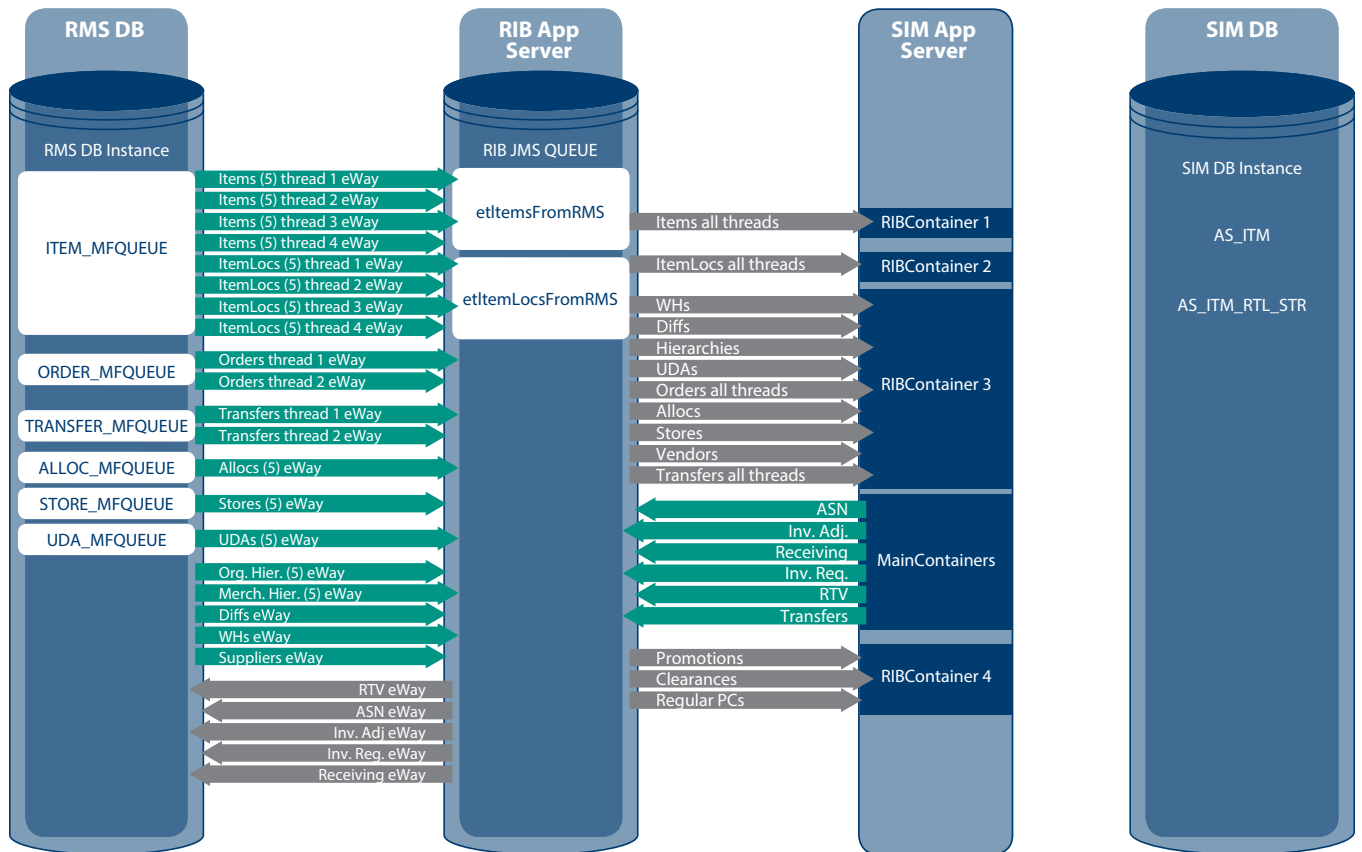 RMS DB
RIB App
Server
SIM App
Server
SIM DB
RMS DB Instance
RIB JMS QUEUE
SIM DB Instance
ITEM_MFQUEUE
Items (5) thread 1 eWay
Items (5) thread 2 eWay
Items (5) thread 3 eWay
Items (5) thread 4 eWay
ItemLocs (5) thread 1 eWay
ItemLocs (5) thread 2 eWay
ItemLocs (5) thread 3 eWay
ItemLocs (5) thread 4 eWay
ORDER_MFQUEUE
Orders thread 1 eWay
Orders thread 2 eWay
TRANSFER_MFQUEUE
Transfers thread 1 eWay
Transfers thread 2 eWay
ALLOC_MFQUEUE
Allocs (5) eWay
STORE_MFQUEUE
Stores (5) eWay
UDA_MFQUEUE
UDAs (5) eWay
Org. Hier. (5) eWay
Merch. Hier. (5) eWay
Diffs eWay
WHs eWay
Suppliers eWay
RTV eWay
ASN eWay
Inv. Adj eWay
Inv. Reg. eWay
Receiving eWay
etItemsFromRMS
etItemLocsFromRMS
Items all threads
ItemLocs all threads
WHs
Diffs
Hierarchies
UDAs
Orders all threads
Allocs
Stores
Vendors
Transfers all threads
ASN
Inv. Adj.
Receiving
Inv. Req.
RTV
Transfers
Promotions
Clearances
Regular PCs
RIBContainer 1
RIBContainer 2
RIBContainer 3
MainContainers
RIBContainer 4
AS_ITM
AS_ITM_RTL_STR